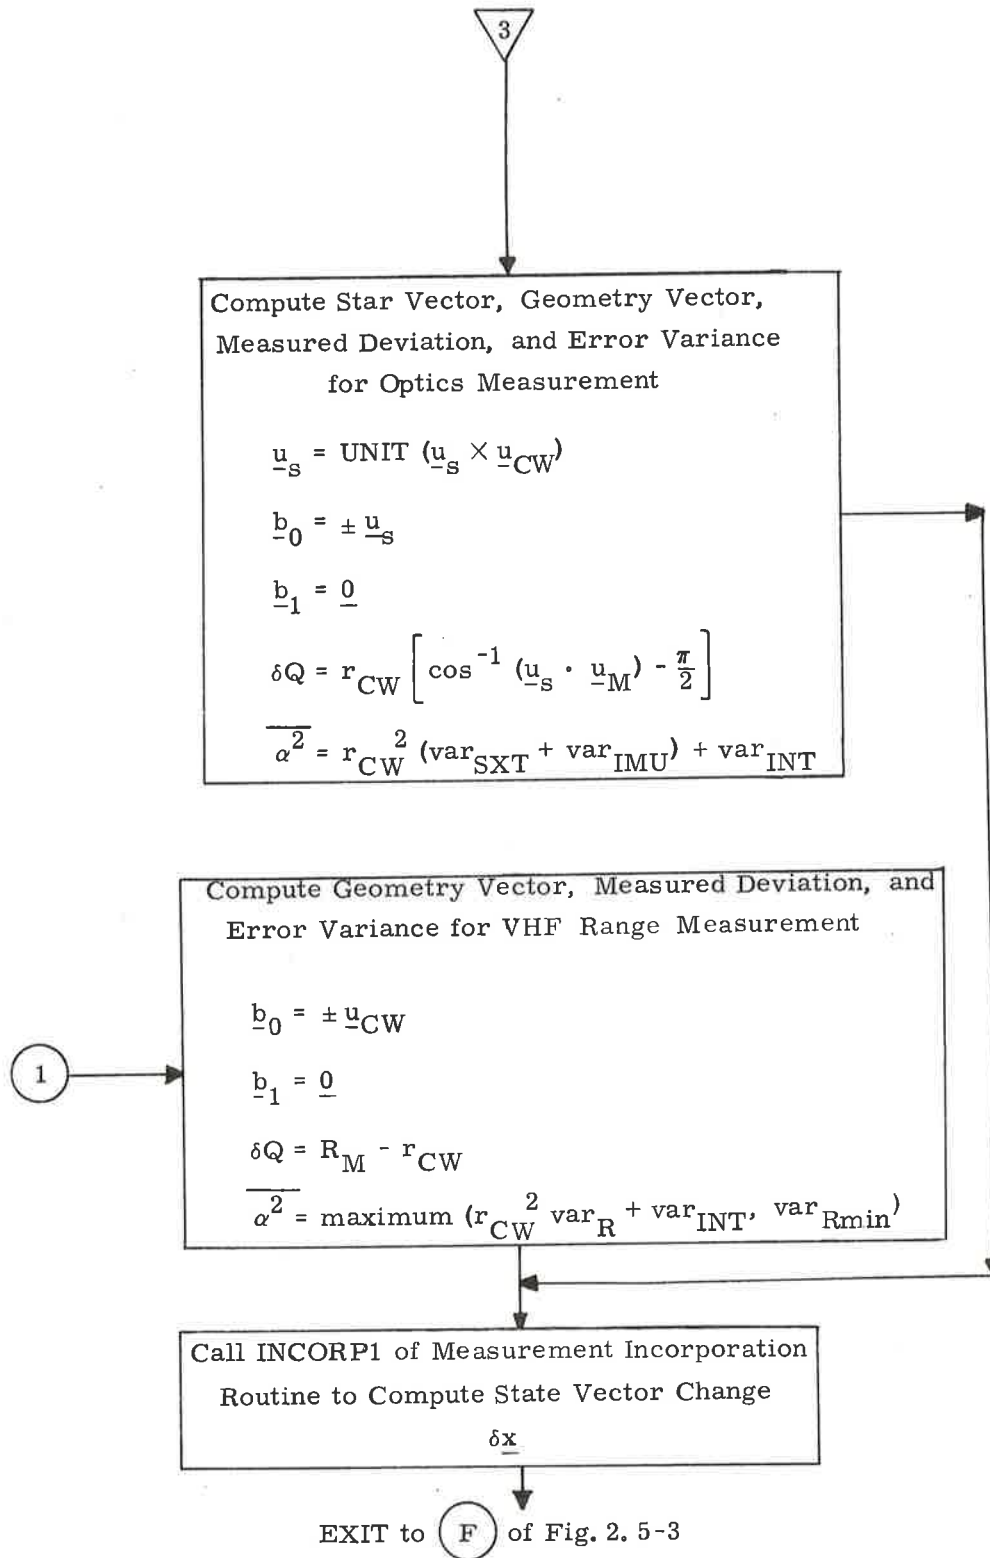 3
Compute Star Vector, Geometry Vector,
Measured Deviation, and Error Variance
for Optics Measurement
u_s = UNIT (u_s × u_CW)
b_0 = ± u_s
b_1 = 0
δQ = r_CW [cos^-1 (u_s · u_M) - π/2]
α^2 = r_CW^2 (var_SXT + var_IMU) + var_INT
Compute Geometry Vector, Measured Deviation, and
Error Variance for VHF Range Measurement
b_0 = ± u_CW
1
b_1 = 0
δQ = R_M - r_CW
α^2 = maximum (r_CW^2 var_R + var_INT, var_Rmin)
Call INCORP1 of Measurement Incorporation
Routine to Compute State Vector Change
δx
EXIT to F of Fig. 2. 5-3